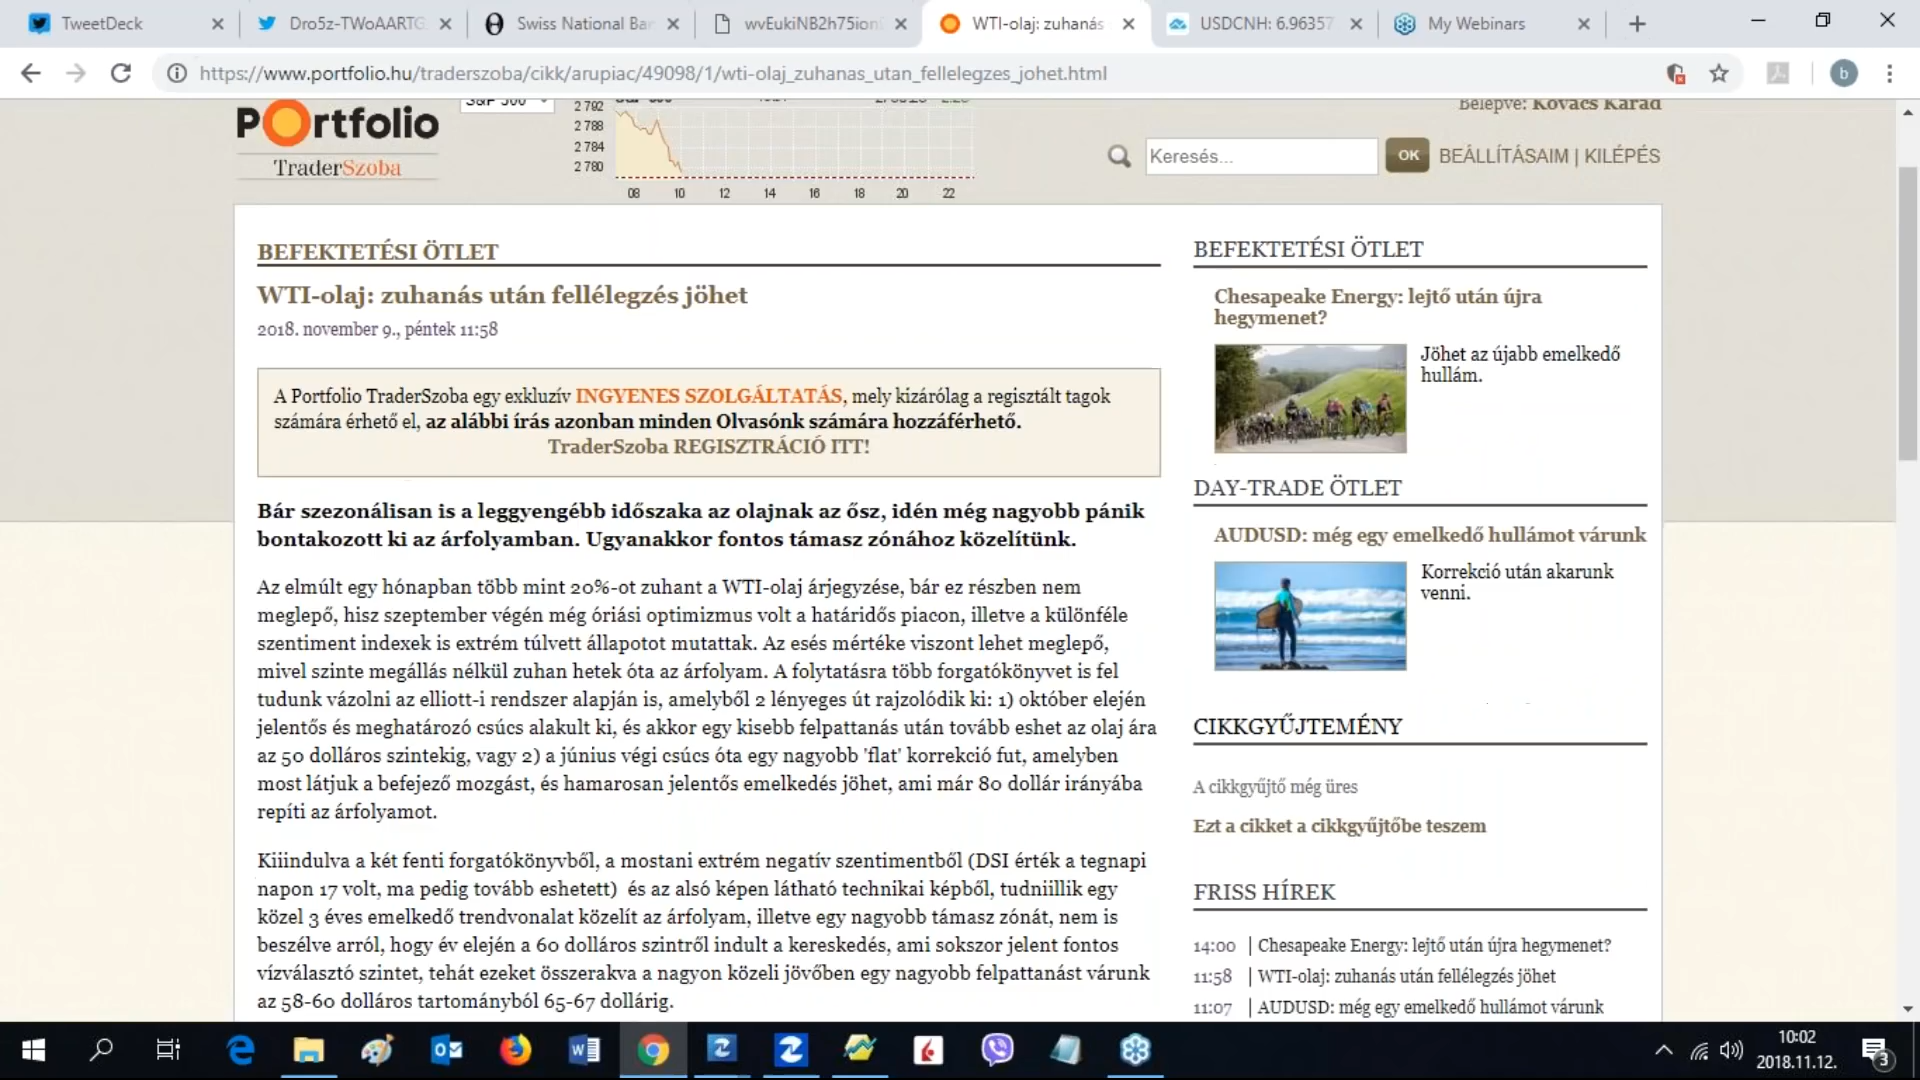 TweetDeck
Dro5z-TWoAARTG
Swiss National Ba
wvEukiNB2h75ion
WTI-olaj: zuhanás
USDCNH: 6.96357
My Webinars
https://www.portfolio.hu/traderszoba/cikk/arupiac/49098/1/wti-olaj_zuhanas_utan_fellelegzes_johet.html
b
Portfolio
TraderSzoba
S&P 500
2 792
2 788
2 784
2 780
08 10 12 14 16 18 20 22
Belépve: Kovács Karád
Keresés...
OK
BEÁLLÍTÁSAIM | KILÉPÉS
BEFEKTETÉSI ÖTLET
WTI-olaj: zuhanás után fellélegzés jöhet
2018. november 9., péntek 11:58
A Portfolio TraderSzoba egy exkluzív INGYENES SZOLGÁLTATÁS, mely kizárólag a regisztált tagok
számára érhető el, az alábbi írás azonban minden Olvasónk számára hozzáférhető.
TraderSzoba REGISZTRÁCIÓ ITT!
Bár szezonálisan is a leggyengébb időszaka az olajnak az ősz, idén még nagyobb pánik
bontakozott ki az árfolyamban. Ugyanakkor fontos támasz zónához közelítünk.
Az elmúlt egy hónapban több mint 20%-ot zuhant a WTI-olaj árjegyzése, bár ez részben nem
meglepő, hisz szeptember végén még óriási optimizmus volt a határidős piacon, illetve a különféle
szentiment indexek is extrém túlvett állapotot mutattak. Az esés mértéke viszont lehet meglepő,
mivel szinte megállás nélkül zuhan hetek óta az árfolyam. A folytatásra több forgatókönyvet is fel
tudunk vázolni az elliott-i rendszer alapján is, amelyből 2 lényeges út rajzolódik ki: 1) október elején
jelentős és meghatározó csúcs alakult ki, és akkor egy kisebb felpattanás után tovább eshet az olaj ára
az 50 dolláros szintekig, vagy 2) a június végi csúcs óta egy nagyobb 'flat' korrekció fut, amelyben
most látjuk a befejező mozgást, és hamarosan jelentős emelkedés jöhet, ami már 80 dollár irányába
repíti az árfolyamot.
Kiiindulva a két fenti forgatókönyvből, a mostani extrém negatív szentimentből (DSI érték a tegnapi
napon 17 volt, ma pedig tovább eshetett) és az alsó képen látható technikai képből, tudniillik egy
közel 3 éves emelkedő trendvonalat közelít az árfolyam, illetve egy nagyobb támasz zónát, nem is
beszélve arról, hogy év elején a 60 dolláros szintről indult a kereskedés, ami sokszor jelent fontos
vízválasztó szintet, tehát ezeket összerakva a nagyon közeli jövőben egy nagyobb felpattanást várunk
az 58-60 dolláros tartományból 65-67 dollárig.
BEFEKTETÉSI ÖTLET
Chesapeake Energy: lejtő után újra
hegymenet?
Jöhet az újabb emelkedő
hullám.
DAY-TRADE ÖTLET
AUDUSD: még egy emelkedő hullámot várunk
Korrekció után akarunk
venni.
CIKKGYŰJTEMÉNY
A cikkgyűjtő még üres
Ezt a cikket a cikkgyűjtőbe teszem
FRISS HÍREK
14:00 | Chesapeake Energy: lejtő után újra hegymenet?
11:58 | WTI-olaj: zuhanás után fellélegzés jöhet
11:07 | AUDUSD: még egy emelkedő hullámot várunk
10:02
2018.11.12.
3